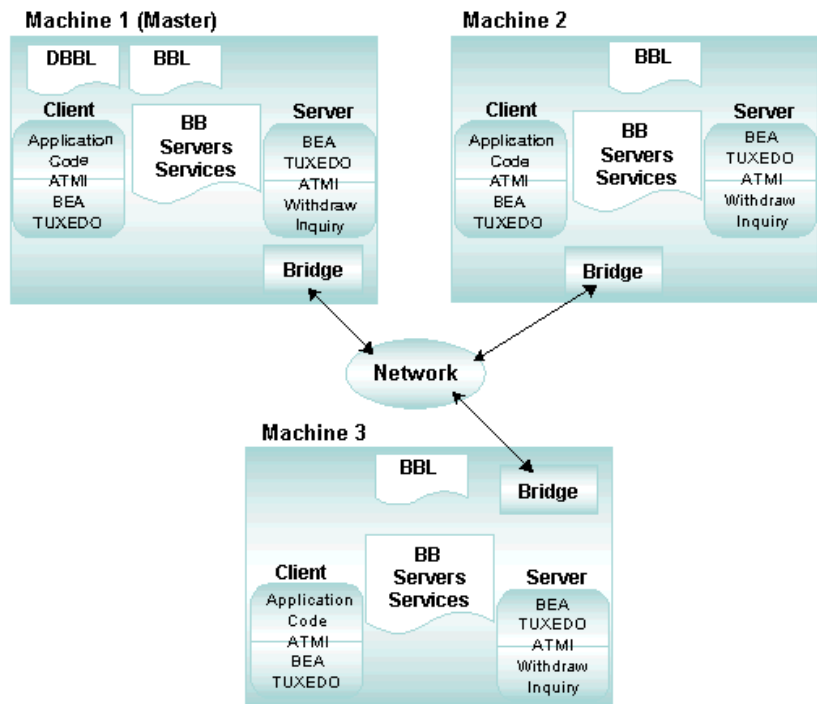 Machine 1 (Master)
DBBL
BBL
Client
Application
Code
ATMI
BEA
TUXEDO
BB
Servers
Services
Server
BEA
TUXEDO
ATMI
Withdraw
Inquiry
Bridge
Machine 2
BBL
Client
Application
Code
ATMI
BEA
TUXEDO
BB
Servers
Services
Server
BEA
TUXEDO
ATMI
Withdraw
Inquiry
Bridge
Network
Machine 3
BBL
Bridge
Client
Application
Code
ATMI
BEA
TUXEDO
BB
Servers
Services
Server
BEA
TUXEDO
ATMI
Withdraw
Inquiry